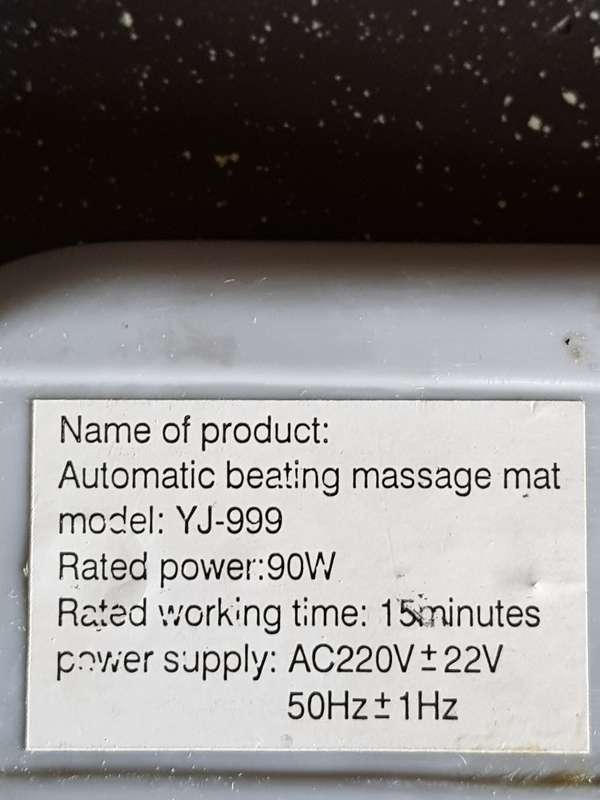 Name of product:
Automatic beating massage mat
model: YJ-999
Rated power:90W
Rated working time: 15minutes
power supply: AC220V±22V
50Hz±1Hz